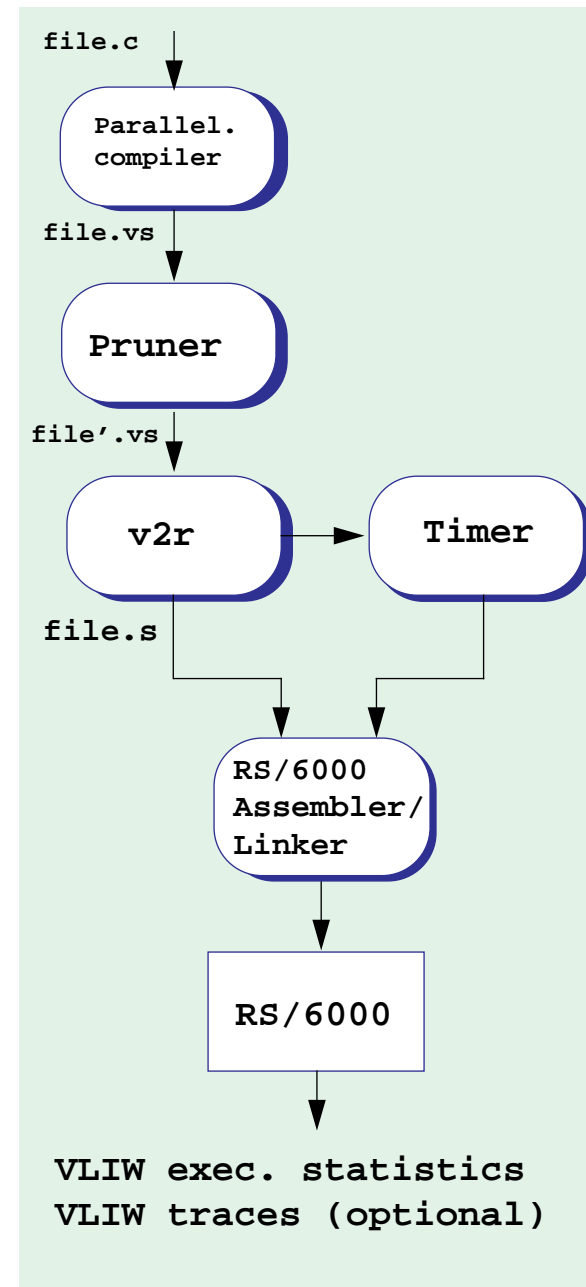 file.c
Parallel.
compiler
file.vs
Pruner
file’.vs
v2r
Timer
file.s
RS/6000
Assembler/
Linker
RS/6000
VLIW exec. statistics
VLIW traces (optional)